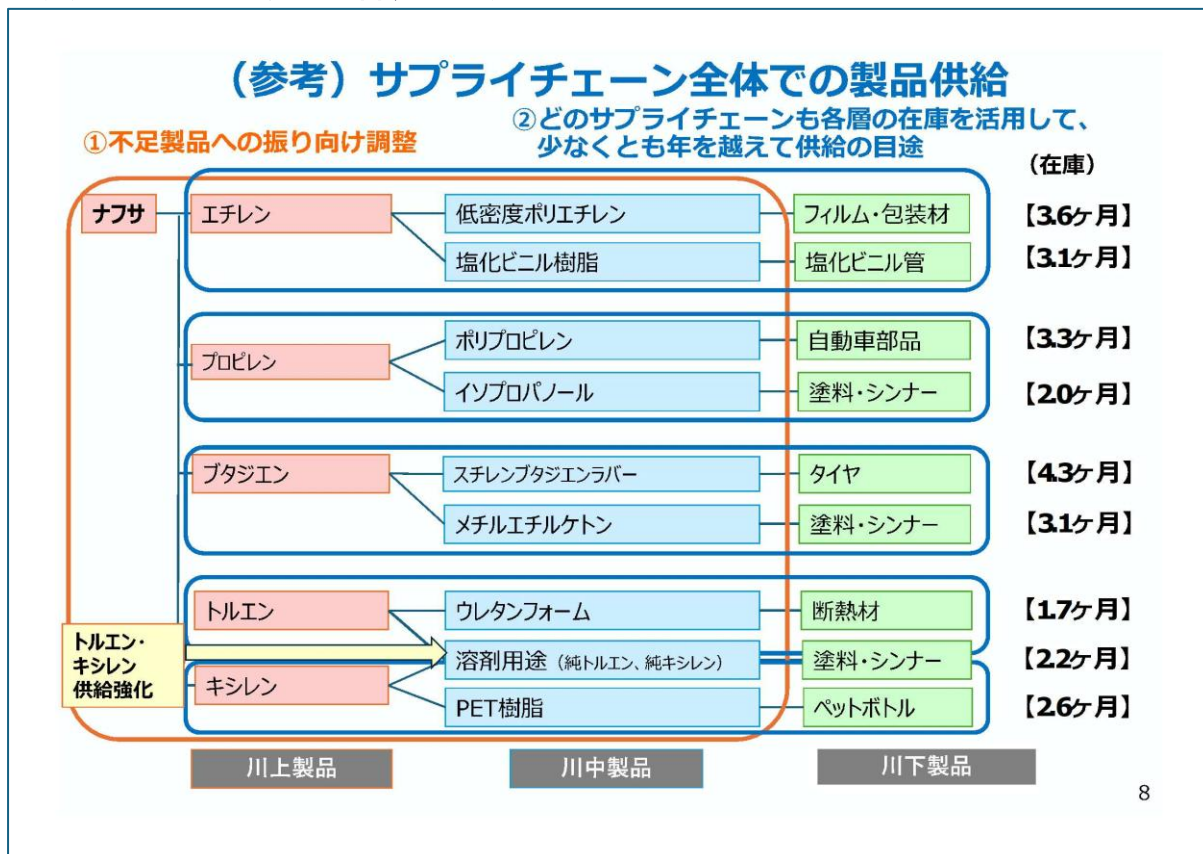 （参考）サプライチェーン全体での製品供給
①不足製品への振り向け調整
②どのサプライチェーンも各層の在庫を活用して、
少なくとも年を越えて供給の目途
（在庫）
ナフサ
エチレン
低密度ポリエチレン
フィルム・包装材
【3.6ヶ月】
塩化ビニル樹脂
塩化ビニル管
【3.1ヶ月】
プロピレン
ポリプロピレン
自動車部品
【3.3ヶ月】
イソプロパノール
塗料・シンナー
【2.0ヶ月】
ブタジエン
スチレンブタジエンラバー
タイヤ
【4.3ヶ月】
メチルエチルケトン
塗料・シンナー
【3.1ヶ月】
トルエン
ウレタンフォーム
断熱材
【1.7ヶ月】
トルエン・
キシレン
供給強化
溶剤用途（純トルエン、純キシレン）
塗料・シンナー
【2.2ヶ月】
キシレン
PET樹脂
ペットボトル
【2.6ヶ月】
川上製品
川中製品
川下製品
8